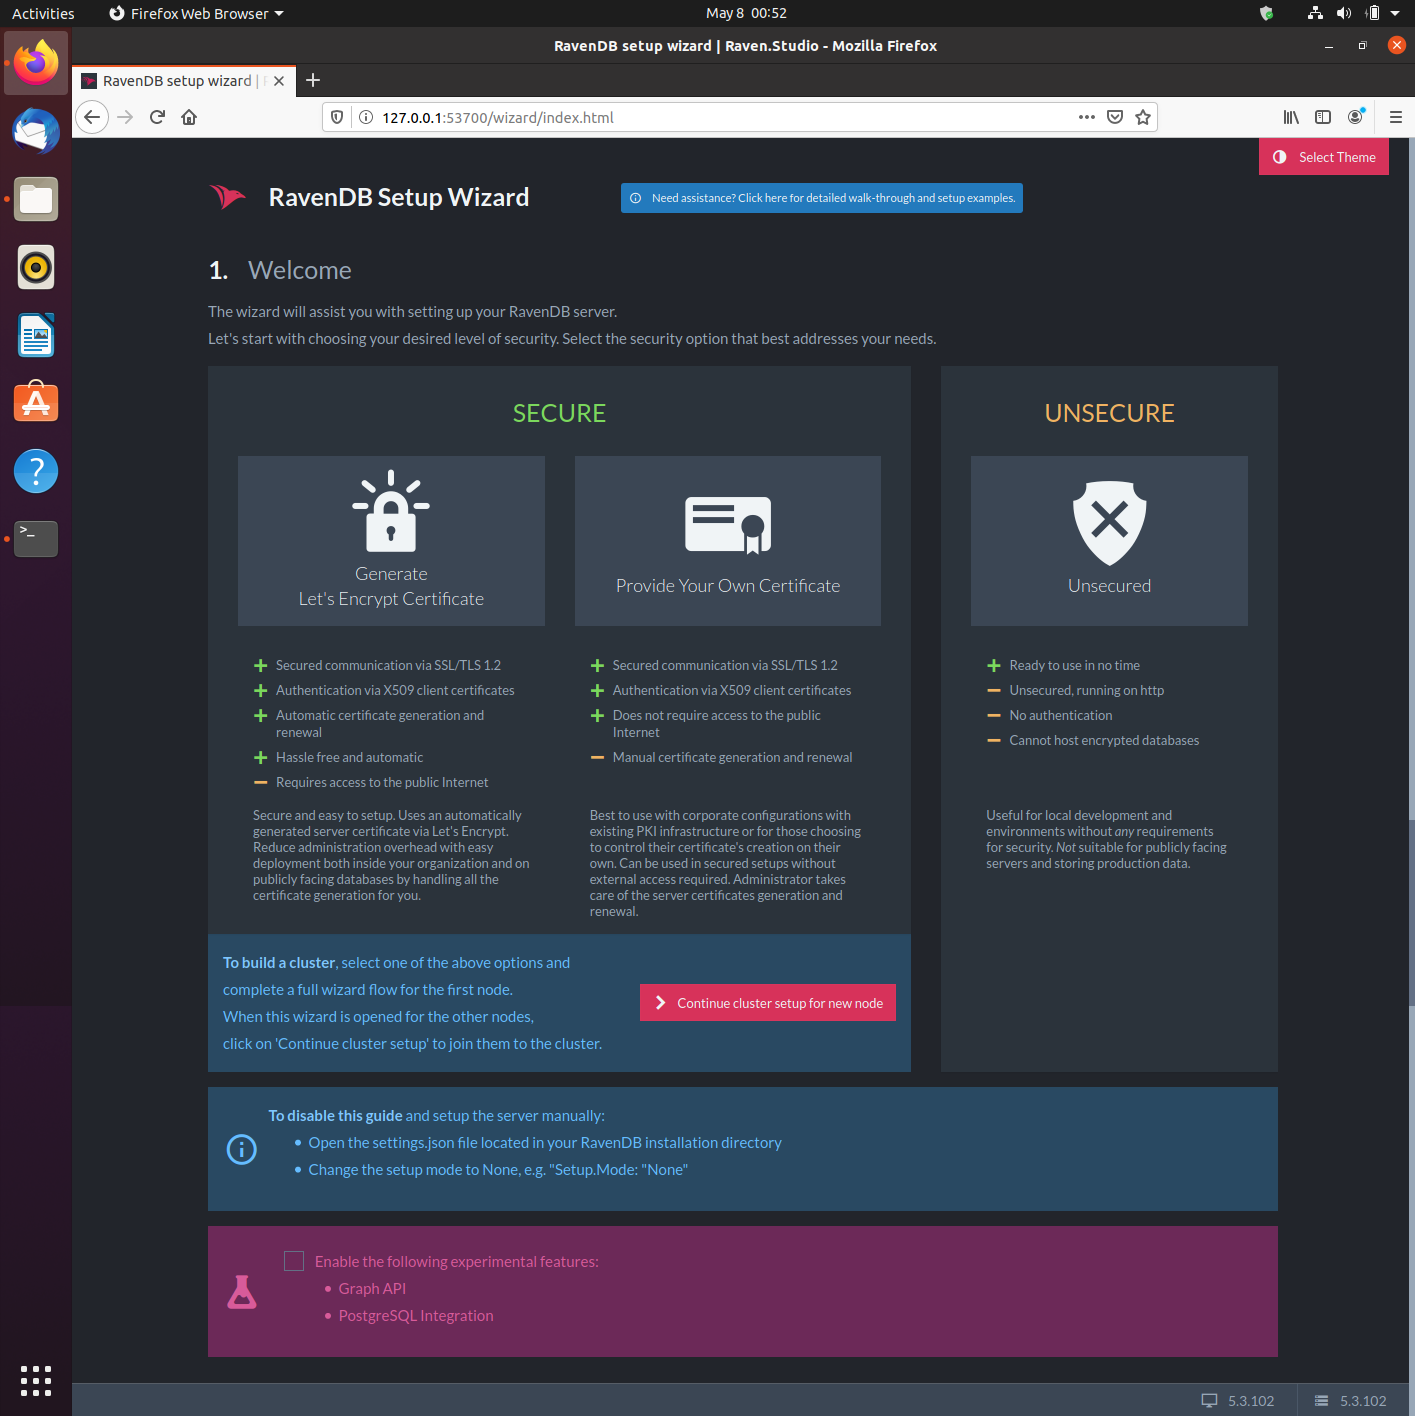 Activities
Firefox Web Browser
May 8 00:52
RavenDB setup wizard | Raven.Studio - Mozilla Firefox
RavenDB setup wizard |
127.0.0.1:53700/wizard/index.html
Select Theme
RavenDB Setup Wizard
Need assistance? Click here for detailed walk-through and setup examples.
1. Welcome
The wizard will assist you with setting up your RavenDB server.
Let's start with choosing your desired level of security. Select the security option that best addresses your needs.
SECURE
Generate
Let's Encrypt Certificate
Secured communication via SSL/TLS 1.2
Authentication via X509 client certificates
Automatic certificate generation and
renewal
Hassle free and automatic
Requires access to the public Internet
Secure and easy to setup. Uses an automatically
generated server certificate via Let's Encrypt.
Reduce administration overhead with easy
deployment both inside your organization and on
publicly facing databases by handling all the
certificate generation for you.
Provide Your Own Certificate
Secured communication via SSL/TLS 1.2
Authentication via X509 client certificates
Does not require access to the public
Internet
Manual certificate generation and renewal
Best to use with corporate configurations with
existing PKI infrastructure or for those choosing
to control their certificate's creation on their
own. Can be used in secured setups without
external access required. Administrator takes
care of the server certificates generation and
renewal.
UNSECURE
Unsecured
Ready to use in no time
Unsecured, running on http
No authentication
Cannot host encrypted databases
Useful for local development and
environments without any requirements
for security. Not suitable for publicly facing
servers and storing production data.
To build a cluster, select one of the above options and
complete a full wizard flow for the first node.
When this wizard is opened for the other nodes,
click on 'Continue cluster setup' to join them to the cluster.
Continue cluster setup for new node
To disable this guide and setup the server manually:
• Open the settings.json file located in your RavenDB installation directory
• Change the setup mode to None, e.g. "Setup.Mode: "None"
Enable the following experimental features:
• Graph API
• PostgreSQL Integration
5.3.102
5.3.102